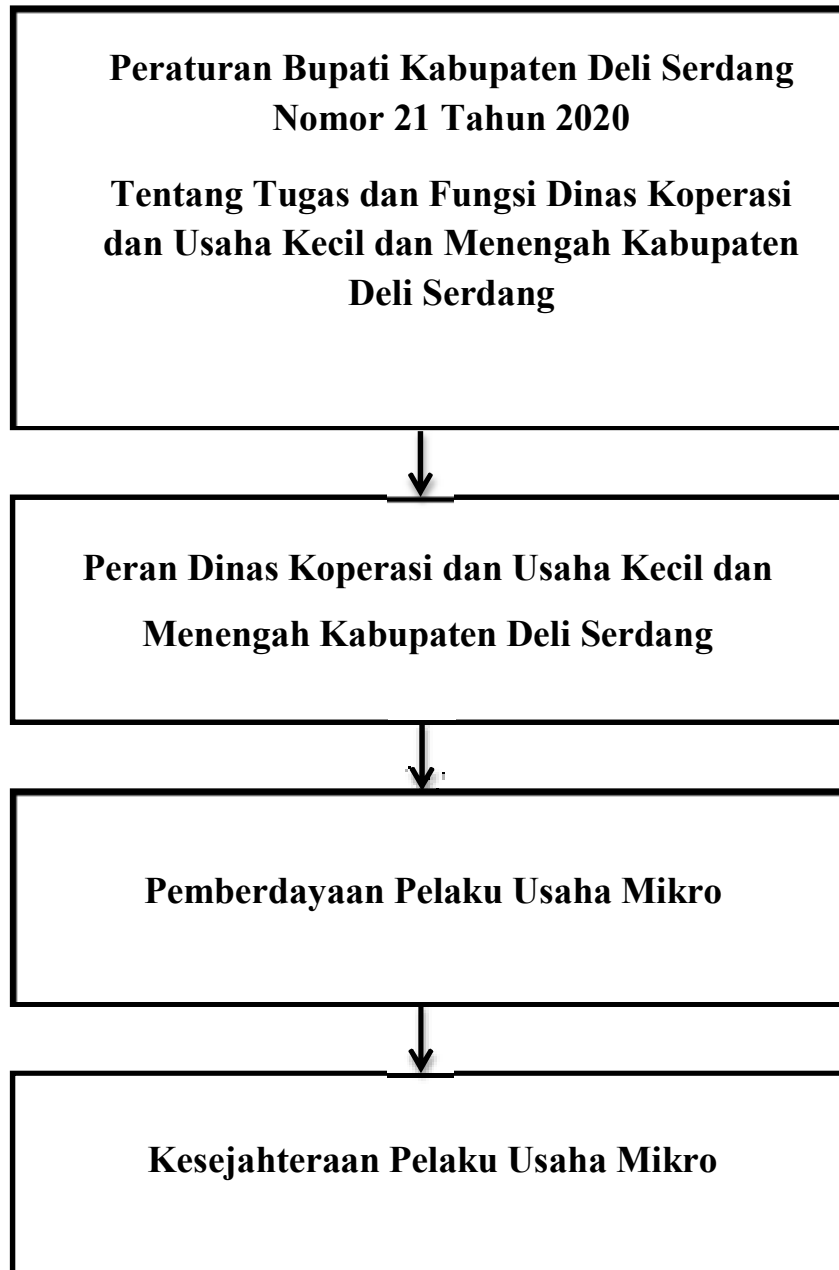 Peraturan Bupati Kabupaten Deli Serdang
Nomor 21 Tahun 2020
Tentang Tugas dan Fungsi Dinas Koperasi
dan Usaha Kecil dan Menengah Kabupaten
Deli Serdang
Peran Dinas Koperasi dan Usaha Kecil dan
Menengah Kabupaten Deli Serdang
Pemberdayaan Pelaku Usaha Mikro
Kesejahteraan Pelaku Usaha Mikro